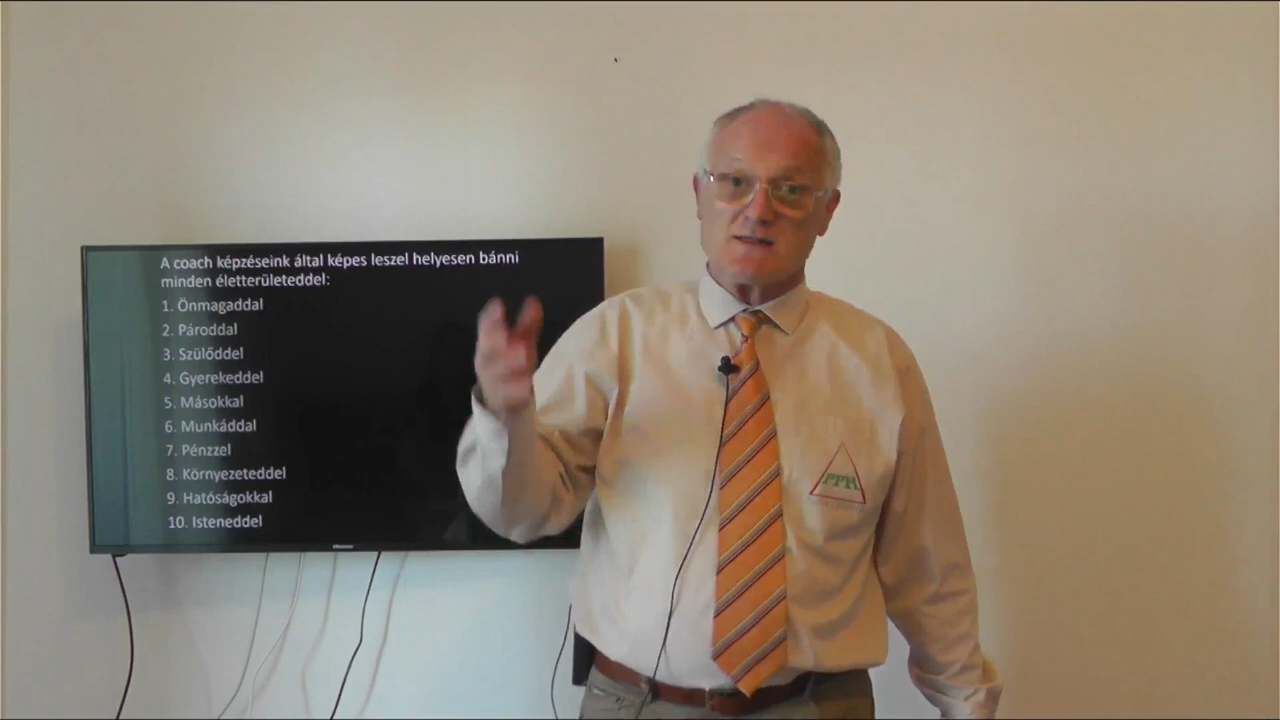 A coach képzéseink által képes leszel helyesen bánni
minden életterületeddel:
1. Önmagaddal
2. Pároddal
3. Szülőddel
4. Gyerekeddel
5. Másokkal
6. Munkáddal
7. Pénzzel
8. Környezeteddel
9. Hatóságokkal
10. Isteneddel